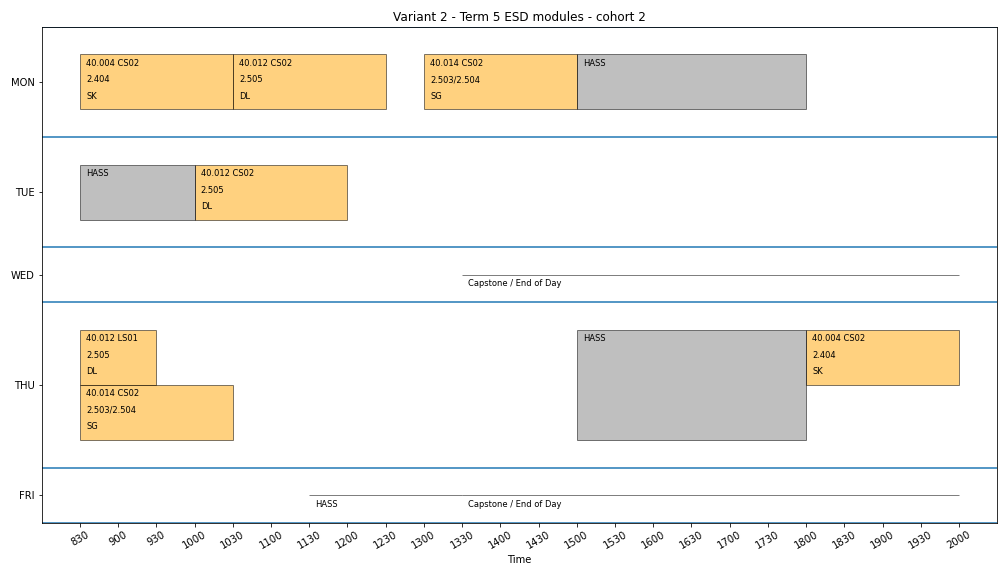 Variant 2 - Term 5 ESD modules - cohort 2
MON
40.004 CS02
2.404
SK
40.012 CS02
2.505
DL
40.014 CS02
2.503/2.504
SG
HASS
TUE
HASS
40.012 CS02
2.505
DL
WED
Capstone / End of Day
THU
40.012 LS01
2.505
DL
40.014 CS02
2.503/2.504
SG
HASS
40.004 CS02
2.404
SK
FRI
HASS
Capstone / End of Day
830 900 930 1000 1030 1100 1130 1200 1230 1300 1330 1400 1430 1500 1600 1630 1700 1730 1800 1830 1900 1930 2000
Time